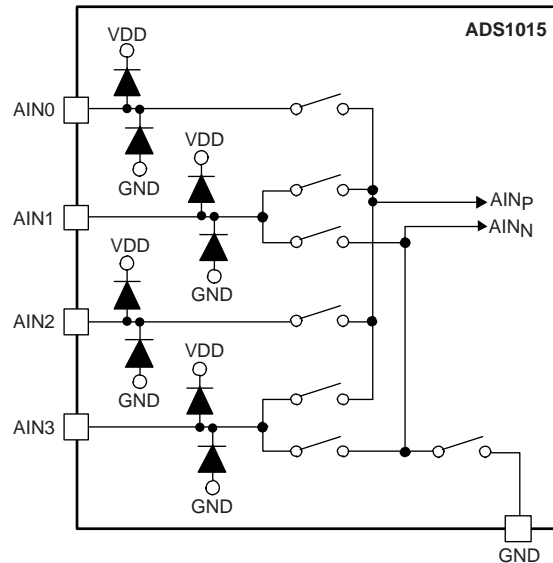 ADS1015
VDD
AIN0
VDD
GND
AIN1
AINP
AINN
VDD
GND
AIN2
VDD
GND
AIN3
GND
GND